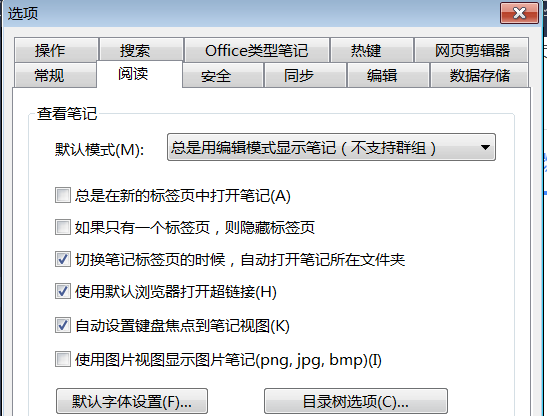 选项
操作 搜索 Office类型笔记 热键 网页剪辑器
常规 阅读 安全 同步 编辑 数据存储
查看笔记
默认模式(M): 总是用编辑模式显示笔记（不支持群组）
总是在新的标签页中打开笔记(A)
如果只有一个标签页，则隐藏标签页
切换笔记标签页的时候，自动打开笔记所在文件夹
使用默认浏览器打开超链接(H)
自动设置键盘焦点到笔记视图(K)
使用图片视图显示图片笔记(png, jpg, bmp)(I)
默认字体设置(F)... 目录树选项(C)...